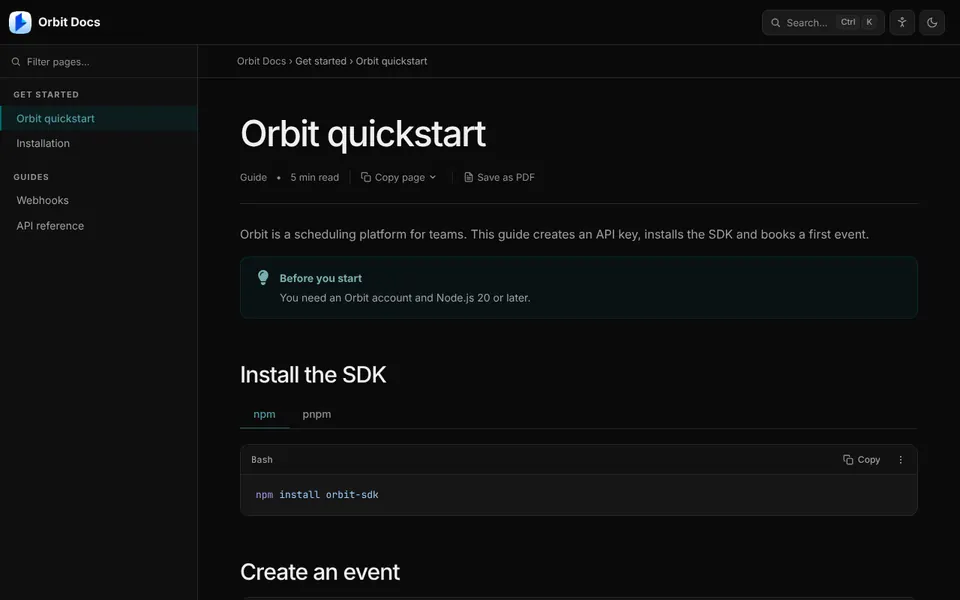 Orbit Docs
Search... Ctrl K
Filter pages...
Orbit Docs › Get started › Orbit quickstart
GET STARTED
Orbit quickstart
Installation
GUIDES
Webhooks
API reference
Orbit quickstart
Guide • 5 min read Copy page Save as PDF
Orbit is a scheduling platform for teams. This guide creates an API key, installs the SDK and books a first event.
Before you start
You need an Orbit account and Node.js 20 or later.
Install the SDK
npm pnpm
Bash Copy
npm install orbit-sdk
Create an event